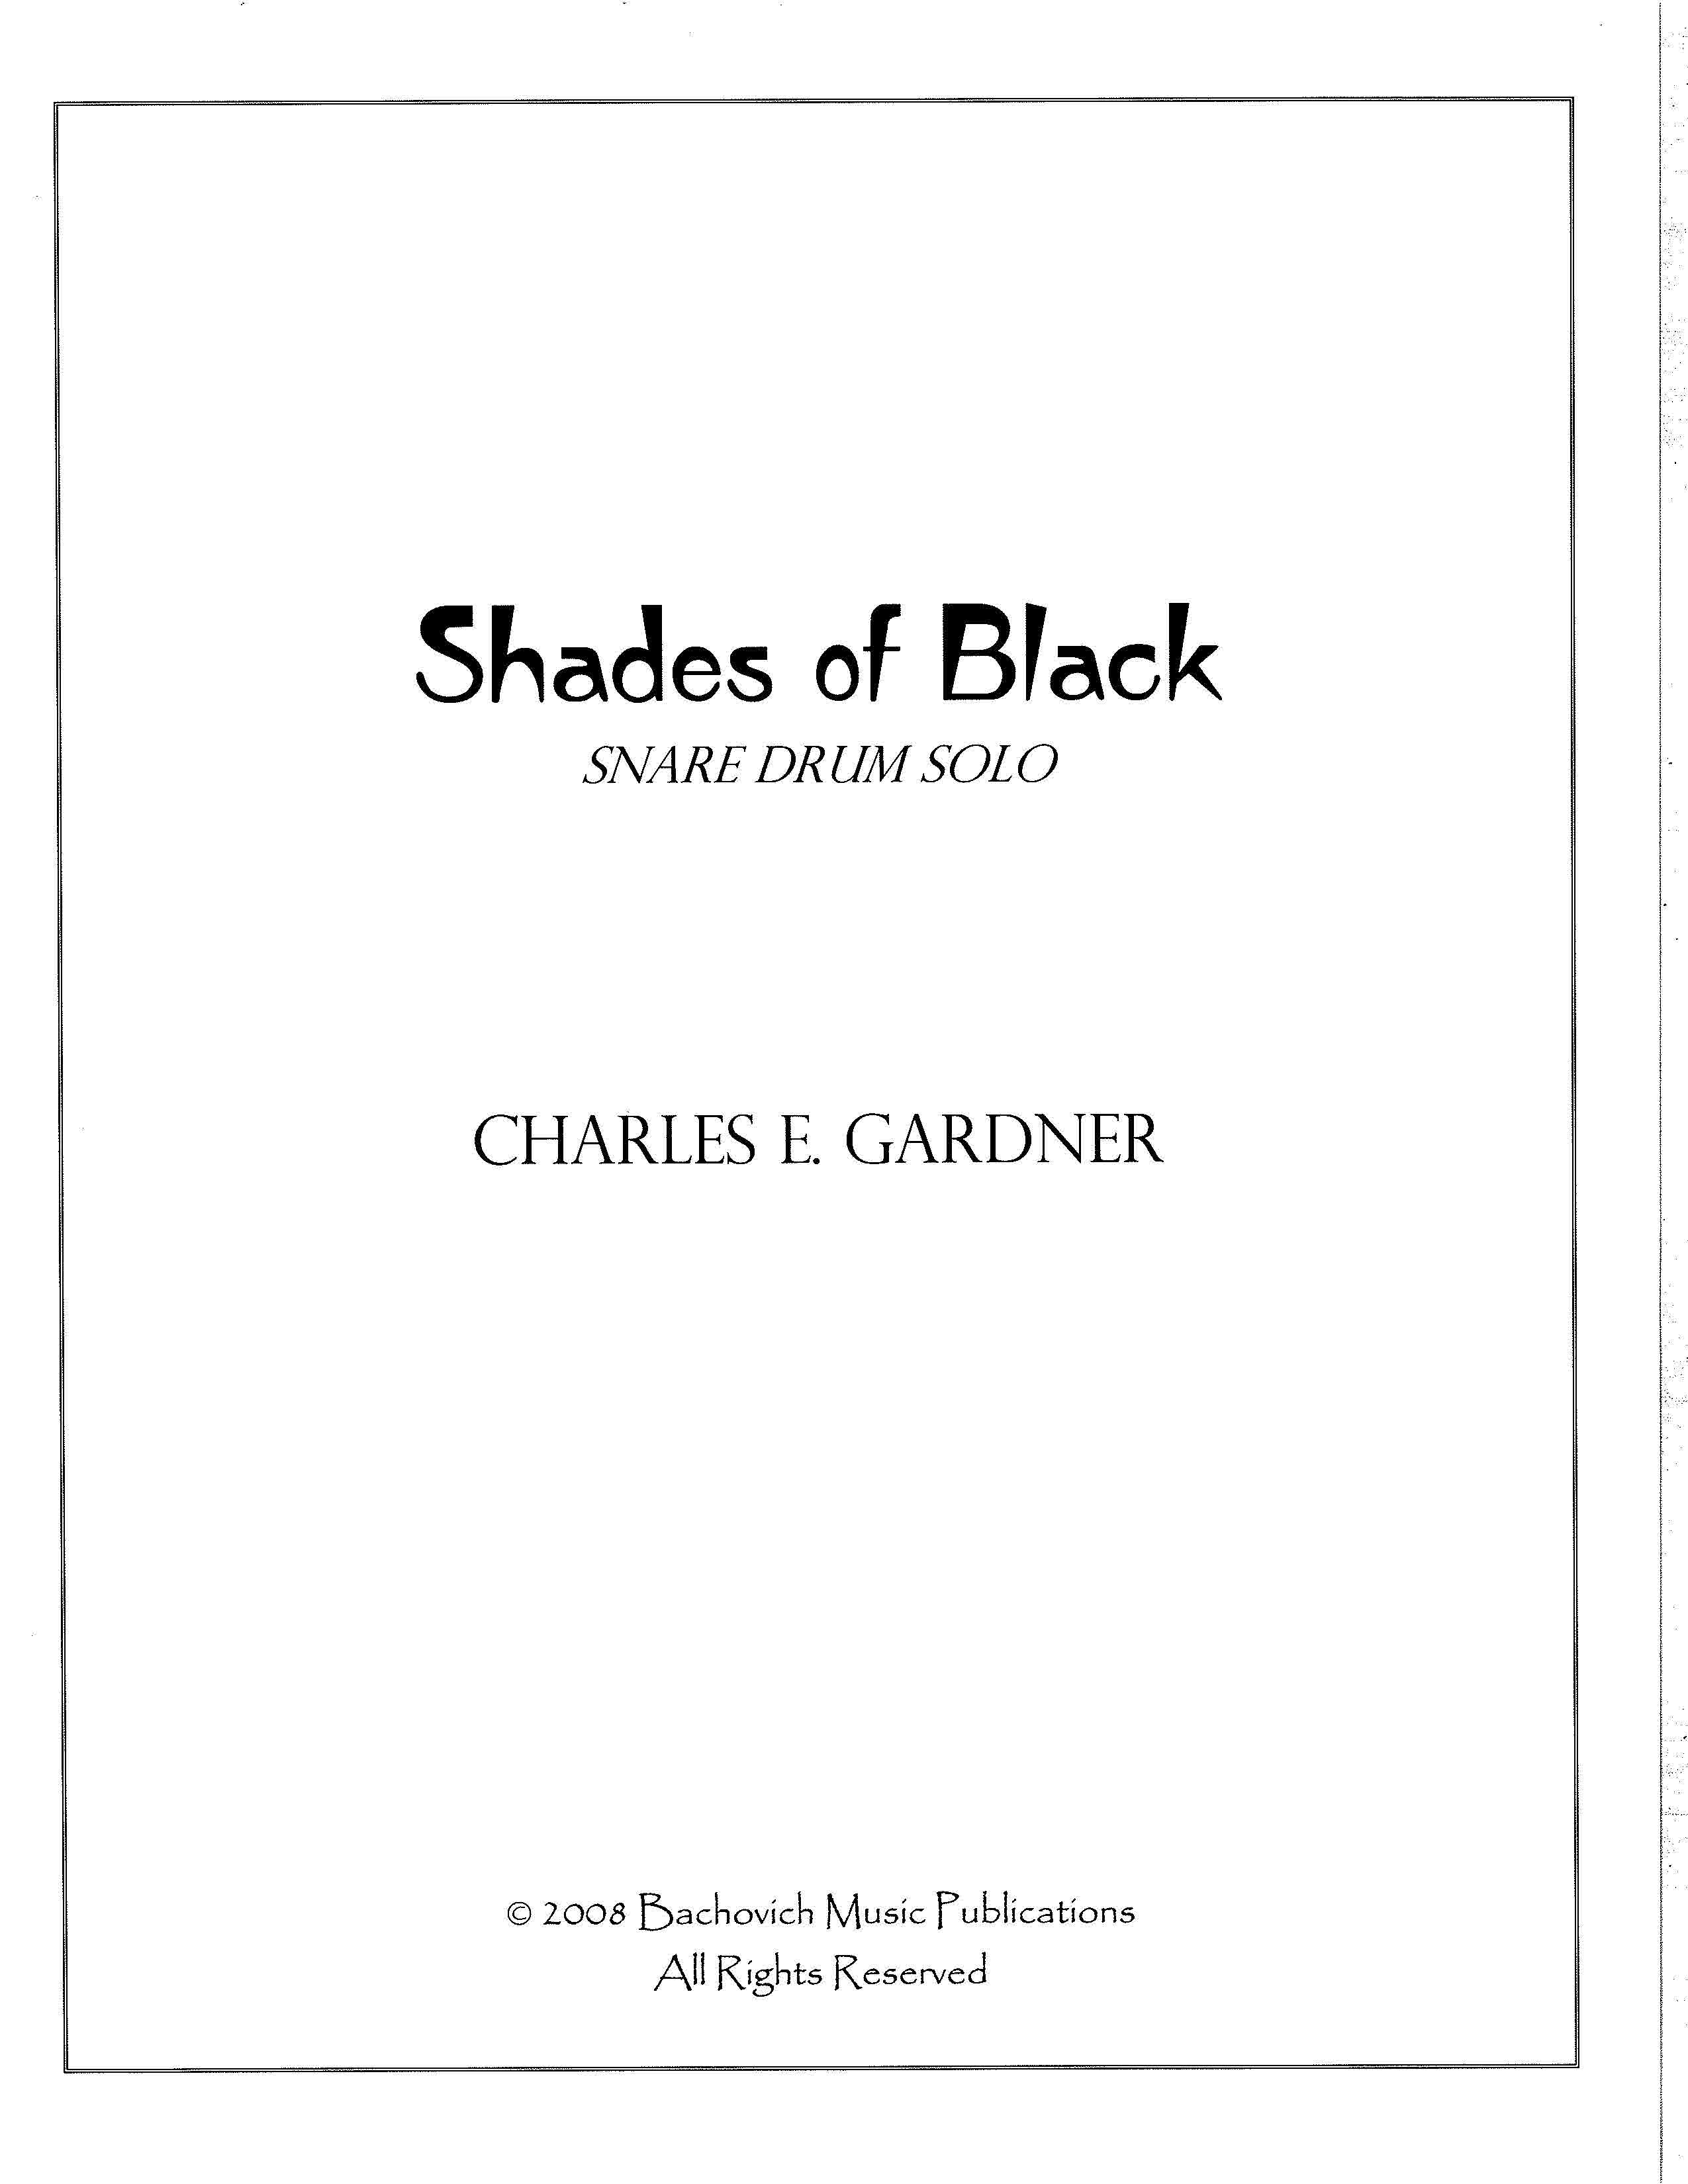 Shades of Black
SNARE DRUM SOLO
CHARLES E. GARDNER
© 2008 Bachovich Music Publications
All Rights Reserved